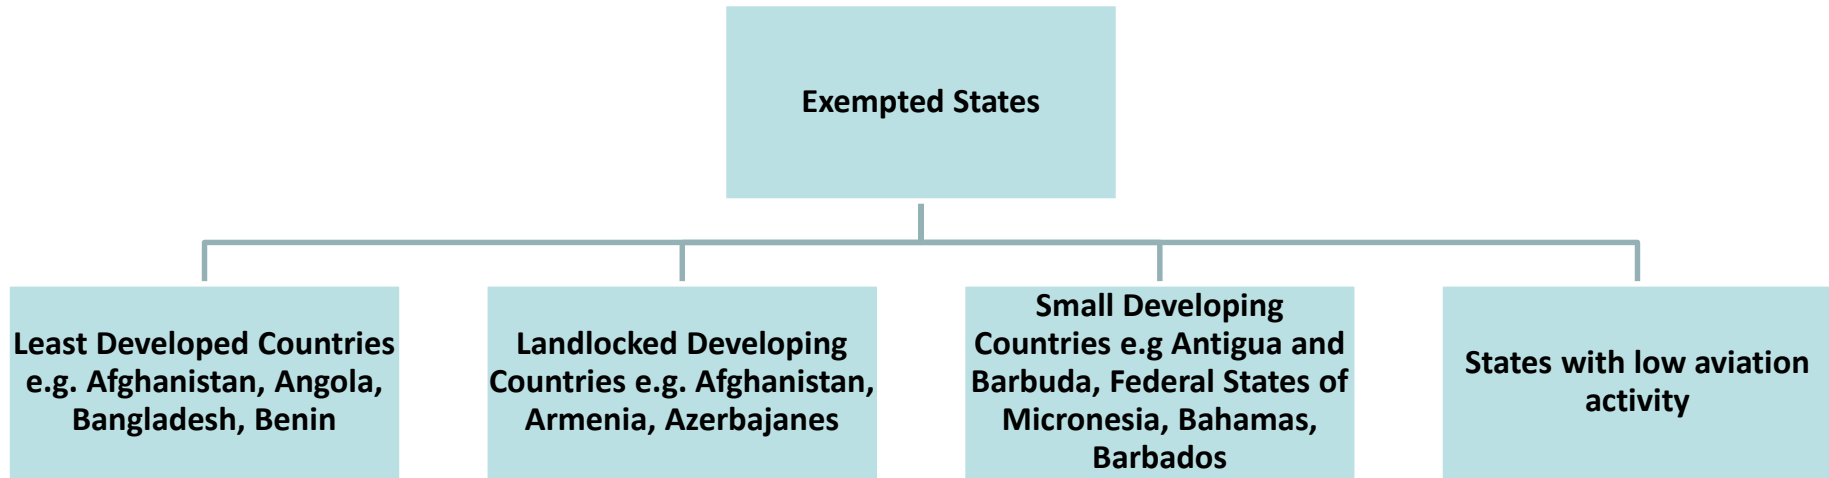 Exempted States
Least Developed Countries
e.g. Afghanistan, Angola,
Bangladesh, Benin
Landlocked Developing
Countries e.g. Afghanistan,
Armenia, Azerbajanes
Small Developing
Countries e.g Antigua and
Barbuda, Federal States of
Micronesia, Bahamas,
Barbados
States with low aviation
activity